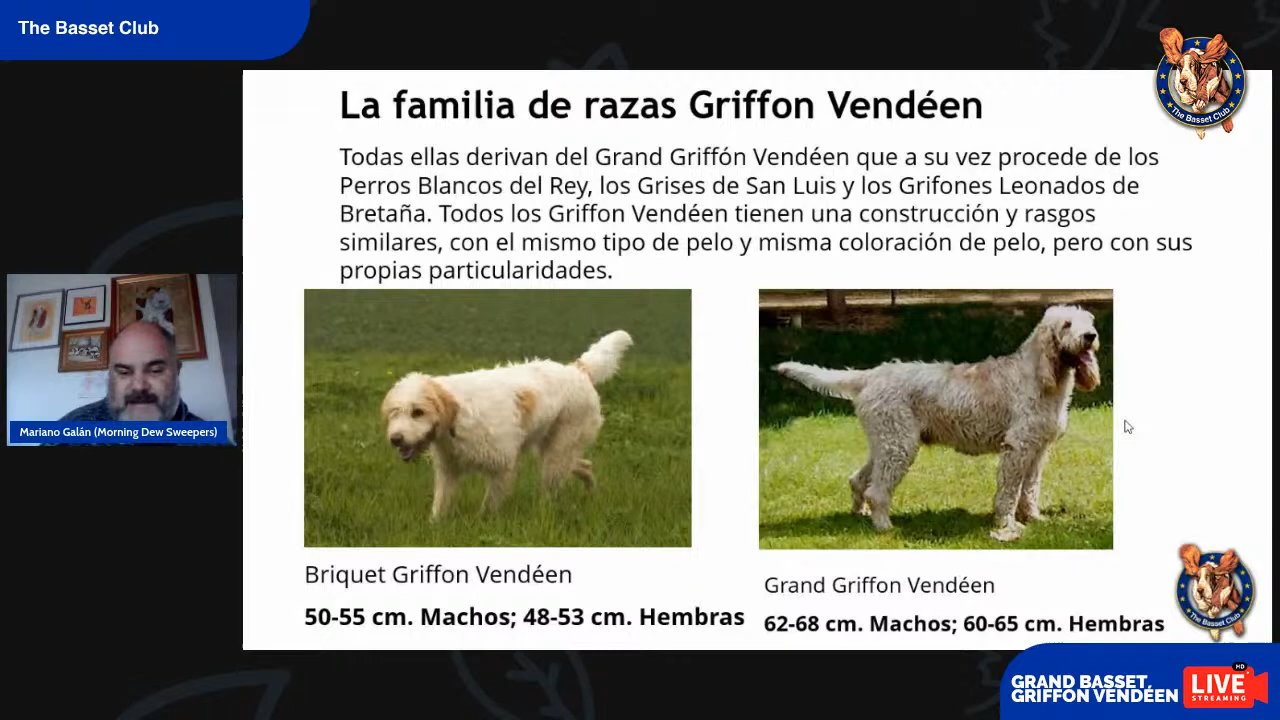 The Basset Club
La familia de razas Griffon Vendéen
Todas ellas derivan del Grand Griffón Vendéen que a su vez procede de los
Perros Blancos del Rey, los Grises de San Luis y los Grifones Leonados de
Bretaña. Todos los Griffon Vendéen tienen una construcción y rasgos
similares, con el mismo tipo de pelo y misma coloración de pelo, pero con sus
propias particularidades.
Mariano Galán (Morning Dew Sweepers)
Briquet Griffon Vendéen
50-55 cm. Machos; 48-53 cm. Hembras
Grand Griffon Vendéen
62-68 cm. Machos; 60-65 cm. Hembras
The Basset Club
The Basset Club
GRAND BASSET
GRIFFON VENDÉEN
HD
LIVE
STREAMING